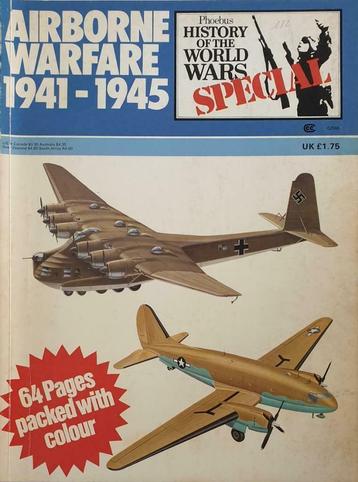 AIRBORNE
WARFARE
1941-1945
Phoebus
HISTORY
OF THE
WORLD
WARS
SPECIAL
UK £1.75
64 Pages
packed with
colour